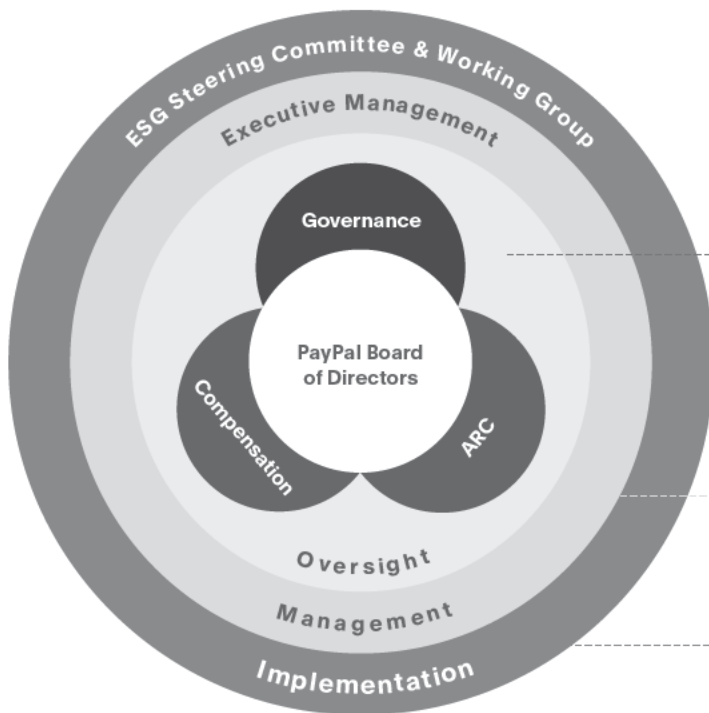 ESG Steering Committee & Working Group
Executive Management
Governance
PayPal Board
of Directors
Compensation
ARC
Oversight
Management
Implementation